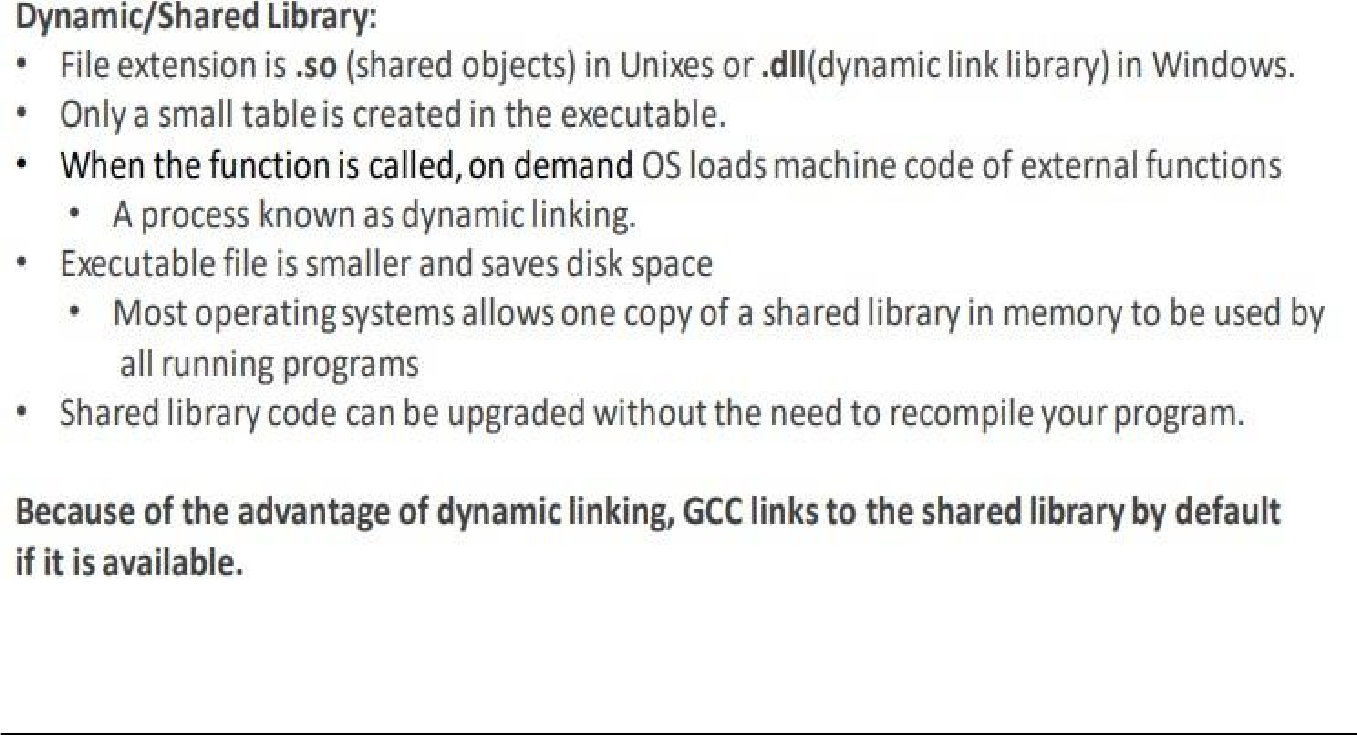 Dynamic/Shared Library:
• File extension is .so (shared objects) in Unixes or .dll(dynamic link library) in Windows.
• Only a small table is created in the executable.
• When the function is called, on demand OS loads machine code of external functions
• A process known as dynamic linking.
• Executable file is smaller and saves disk space
• Most operating systems allows one copy of a shared library in memory to be used by
all running programs
• Shared library code can be upgraded without the need to recompile your program.
Because of the advantage of dynamic linking, GCC links to the shared library by default
if it is available.